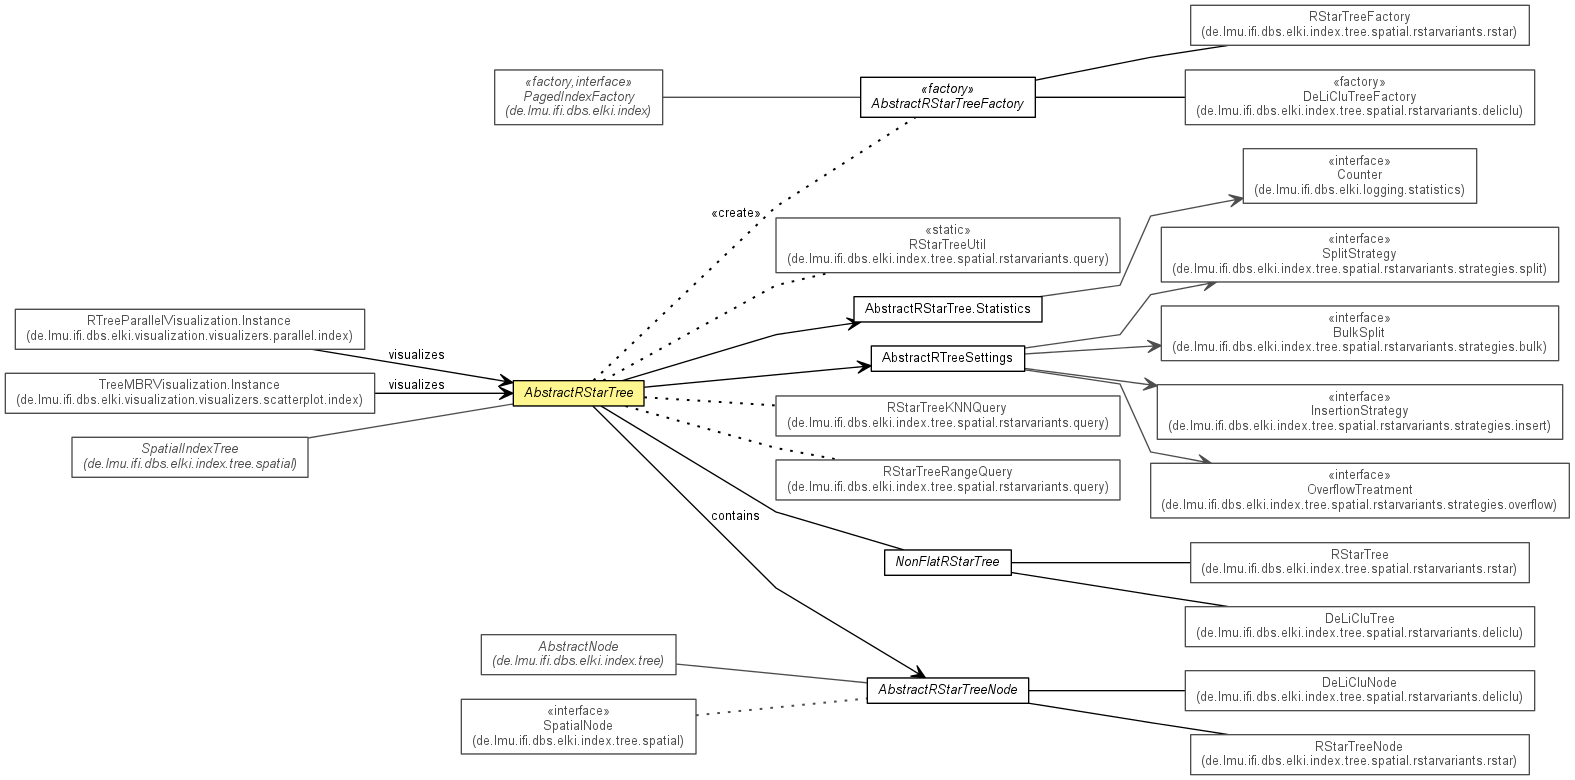 RStarTreeFactory
(de.lmu.ifi.dbs.elki.index.tree.spatial.rstarvariants.rstar)
«factory,interface»
PagedIndexFactory
(de.lmu.ifi.dbs.elki.index)
«factory»
AbstractRStarTreeFactory
«factory»
DeLiCluTreeFactory
(de.lmu.ifi.dbs.elki.index.tree.spatial.rstarvariants.deliclu)
«interface»
Counter
(de.lmu.ifi.dbs.elki.logging.statistics)
«create»
«static»
RStarTreeUtil
(de.lmu.ifi.dbs.elki.index.tree.spatial.rstarvariants.query)
«interface»
SplitStrategy
(de.lmu.ifi.dbs.elki.index.tree.spatial.rstarvariants.strategies.split)
AbstractRStarTree.Statistics
«interface»
BulkSplit
(de.lmu.ifi.dbs.elki.index.tree.spatial.rstarvariants.strategies.bulk)
RTreeParallelVisualization.Instance
(de.lmu.ifi.dbs.elki.visualization.visualizers.parallel.index)
visualizes
AbstractRTreeSettings
TreeMBRVisualization.Instance
(de.lmu.ifi.dbs.elki.visualization.visualizers.scatterplot.index)
visualizes
AbstractRStarTree
RStarTreeKNNQuery
(de.lmu.ifi.dbs.elki.index.tree.spatial.rstarvariants.query)
«interface»
InsertionStrategy
(de.lmu.ifi.dbs.elki.index.tree.spatial.rstarvariants.strategies.insert)
SpatialIndexTree
(de.lmu.ifi.dbs.elki.index.tree.spatial)
RStarTreeRangeQuery
(de.lmu.ifi.dbs.elki.index.tree.spatial.rstarvariants.query)
«interface»
OverflowTreatment
(de.lmu.ifi.dbs.elki.index.tree.spatial.rstarvariants.strategies.overflow)
contains
NonFlatRStarTree
RStarTree
(de.lmu.ifi.dbs.elki.index.tree.spatial.rstarvariants.rstar)
DeLiCluTree
(de.lmu.ifi.dbs.elki.index.tree.spatial.rstarvariants.deliclu)
AbstractNode
(de.lmu.ifi.dbs.elki.index.tree)
AbstractRStarTreeNode
DeLiCluNode
(de.lmu.ifi.dbs.elki.index.tree.spatial.rstarvariants.deliclu)
«interface»
SpatialNode
(de.lmu.ifi.dbs.elki.index.tree.spatial)
RStarTreeNode
(de.lmu.ifi.dbs.elki.index.tree.spatial.rstarvariants.rstar)